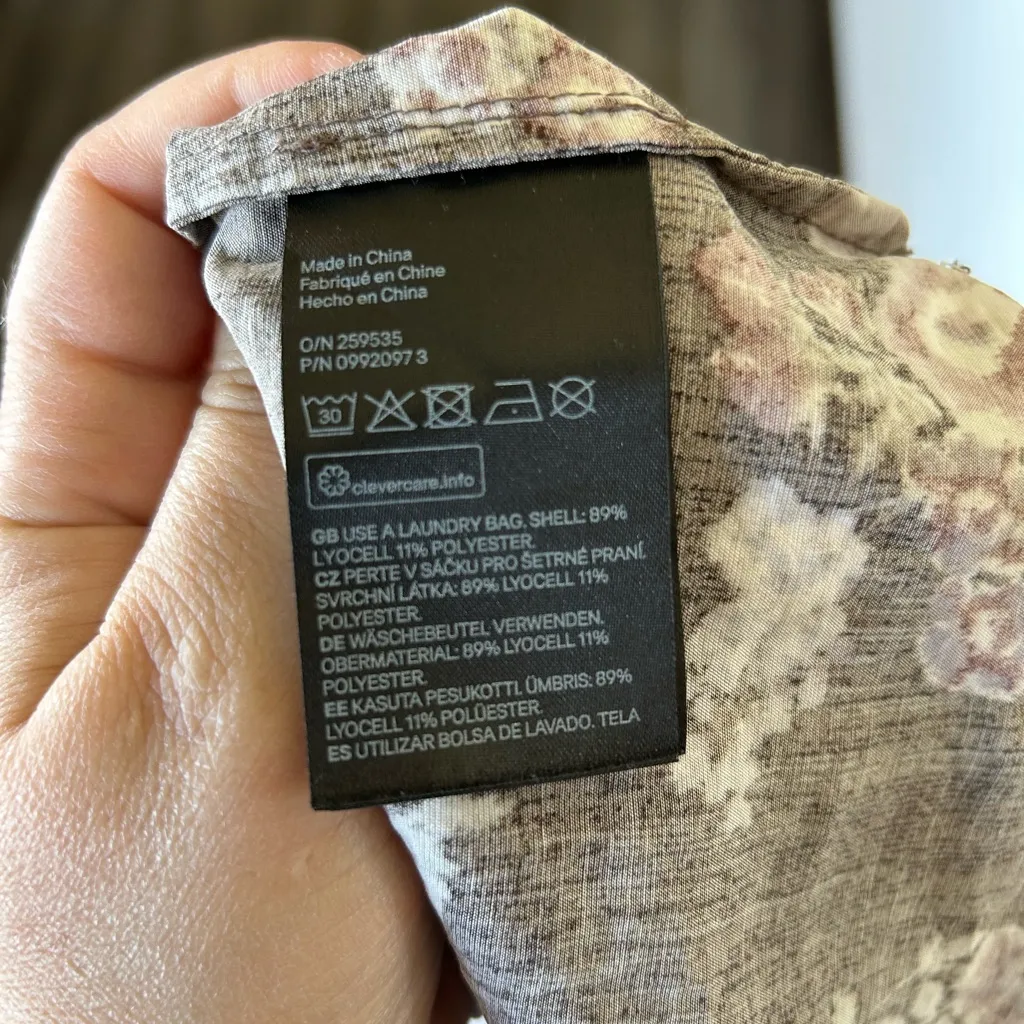 Made in China
Fabriqué en Chine
Hecho en China
O/N 259535
P/N 0992097 3
30
clevercare.info
GB USE A LAUNDRY BAG. SHELL: 89%
LYOCELL 11% POLYESTER.
CZ PERTE V SÁČKU PRO ŠETRNÉ PRANÍ.
SVRCHNÍ LÁTKA: 89% LYOCELL 11%
POLYESTER.
DE WÄSCHEBEUTEL VERWENDEN.
OBERMATERIAL: 89% LYOCELL 11%
POLYESTER.
EE KASUTA PESUKOTTI. ÜMBRIS: 89%
LYOCELL 11% POLÜESTER.
ES UTILIZAR BOLSA DE LAVADO. TELA